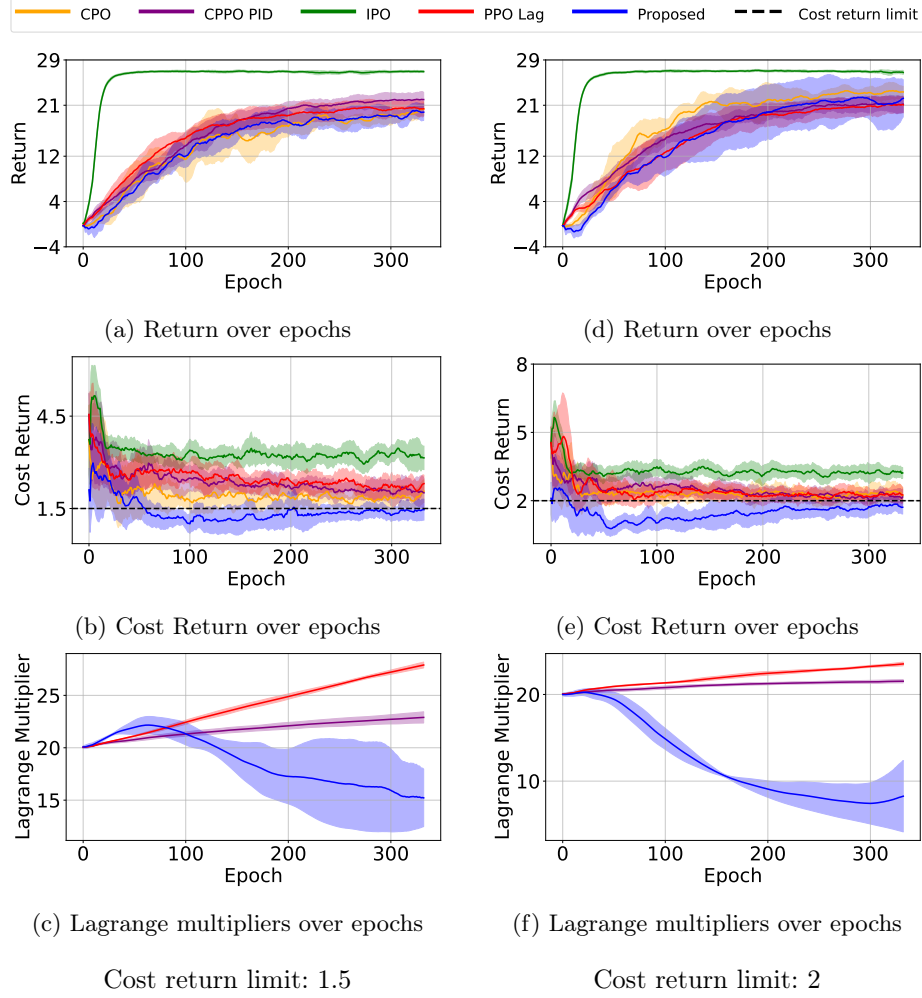 CPO CPPO PID IPO PPO Lag Proposed Cost return limit
29
21
12
4
−4
Return
0 100 200 300
Epoch
(a) Return over epochs
29
21
12
4
−4
Return
0 100 200 300
Epoch
(d) Return over epochs
4.5
1.5
Cost Return
0 100 200 300
Epoch
(b) Cost Return over epochs
8
5
2
Cost Return
0 100 200 300
Epoch
(e) Cost Return over epochs
25
20
15
Lagrange Multiplier
0 100 200 300
Epoch
(c) Lagrange multipliers over epochs
20
10
Lagrange Multiplier
0 100 200 300
Epoch
(f) Lagrange multipliers over epochs
Cost return limit: 1.5
Cost return limit: 2